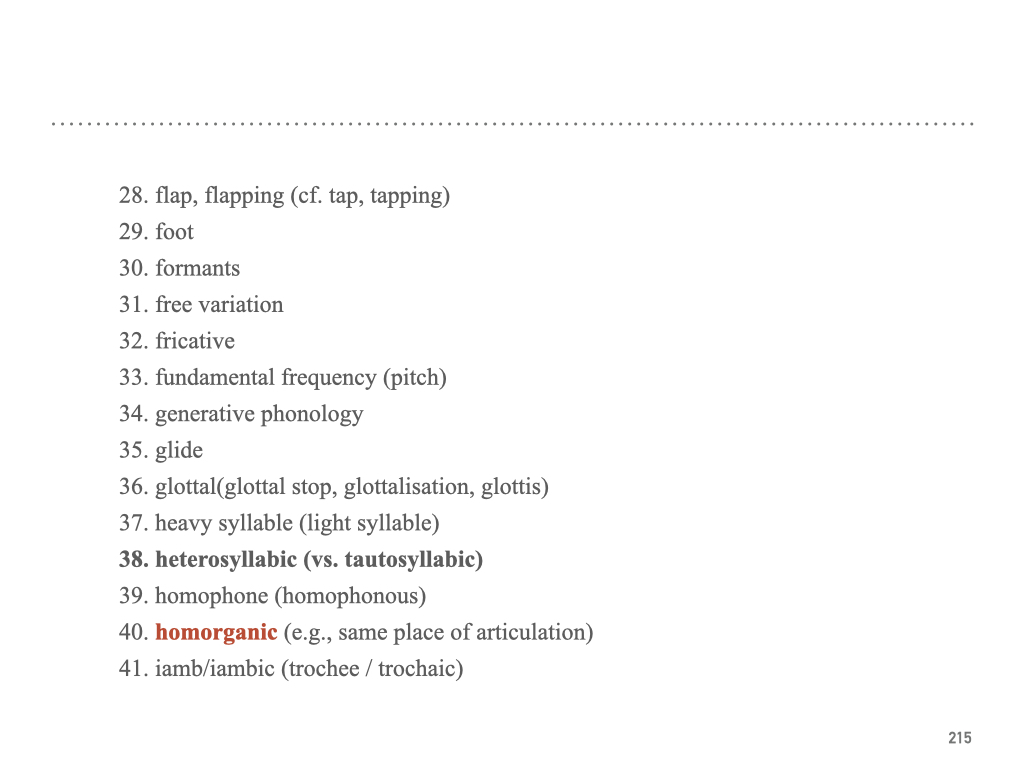 28. flap, flapping (cf. tap, tapping)
29. foot
30. formants
31. free variation
32. fricative
33. fundamental frequency (pitch)
34. generative phonology
35. glide
36. glottal(glottal stop, glottalisation, glottis)
37. heavy syllable (light syllable)
38. heterosyllabic (vs. tautosyllabic)
39. homophone (homophonous)
40. homorganic (e.g., same place of articulation)
41. iamb/iambic (trochee / trochaic)
215